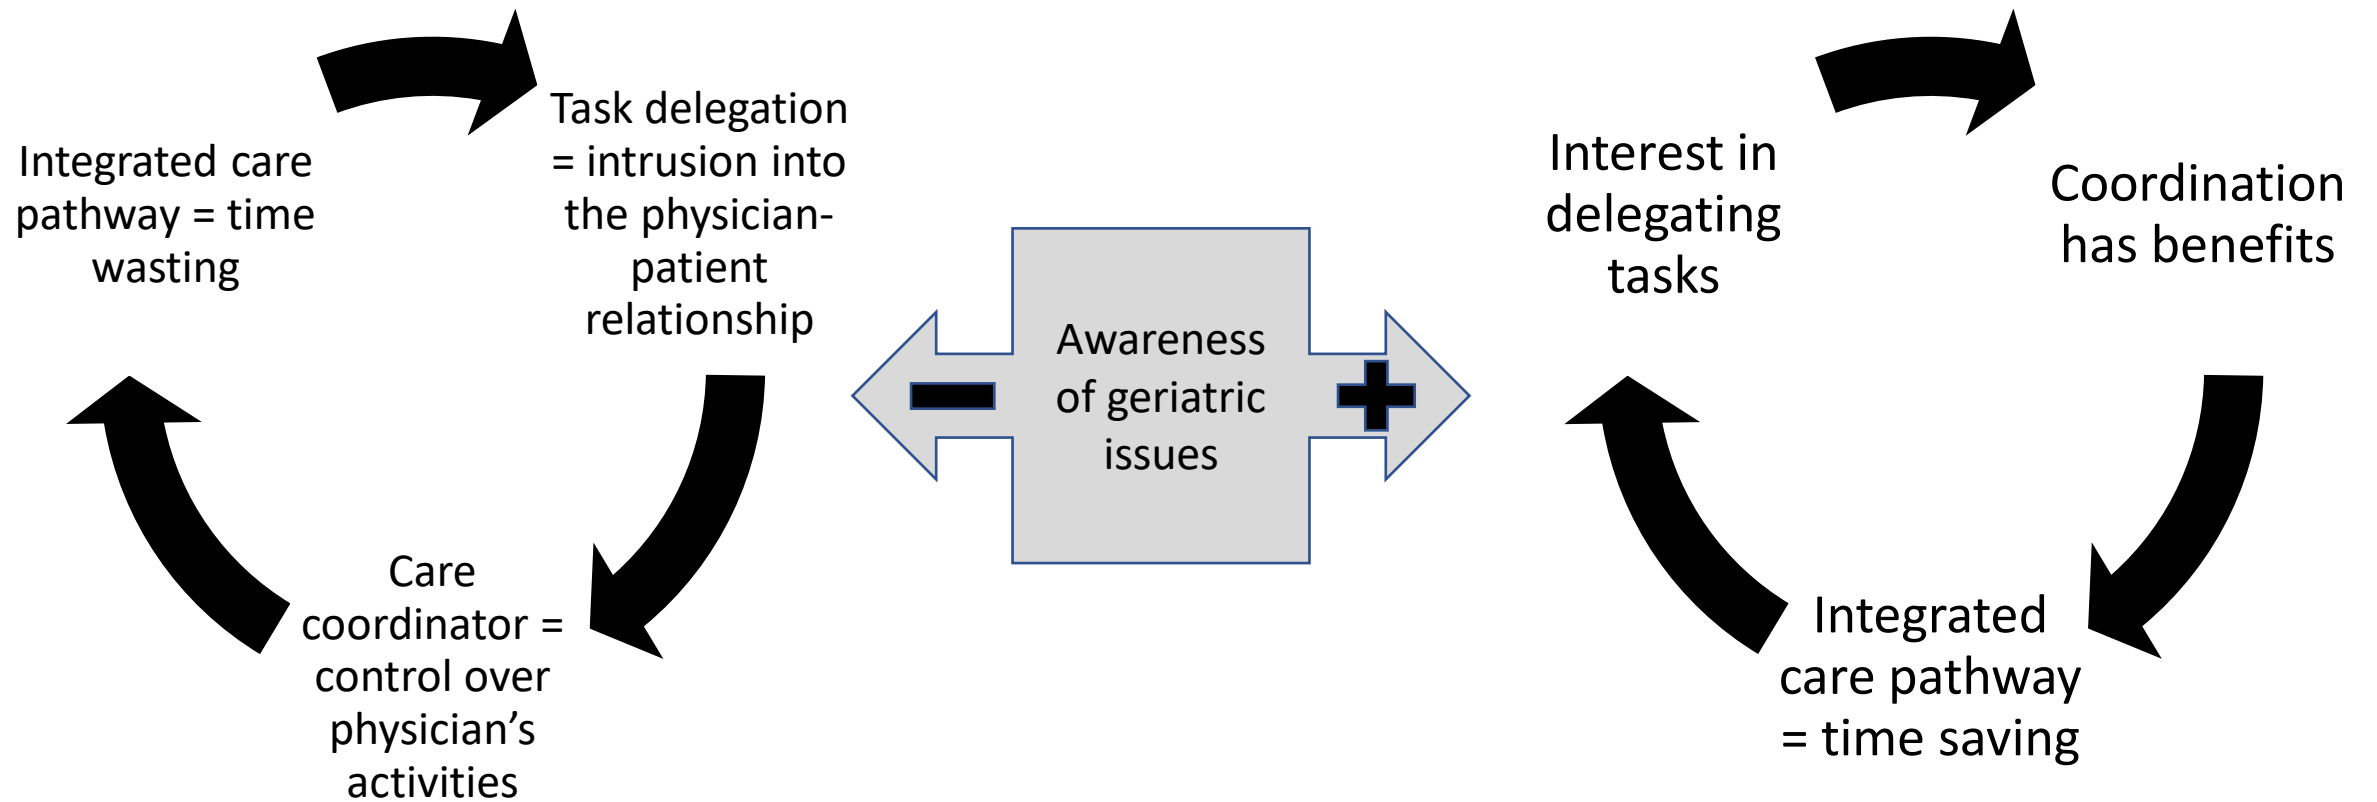 Integrated care
pathway = time
wasting
Task delegation
= intrusion into
the physician-
patient
relationship
Care
coordinator =
control over
physician’s
activities
Awareness
of geriatric
issues
Interest in
delegating
tasks
Coordination
has benefits
Integrated
care pathway
= time saving